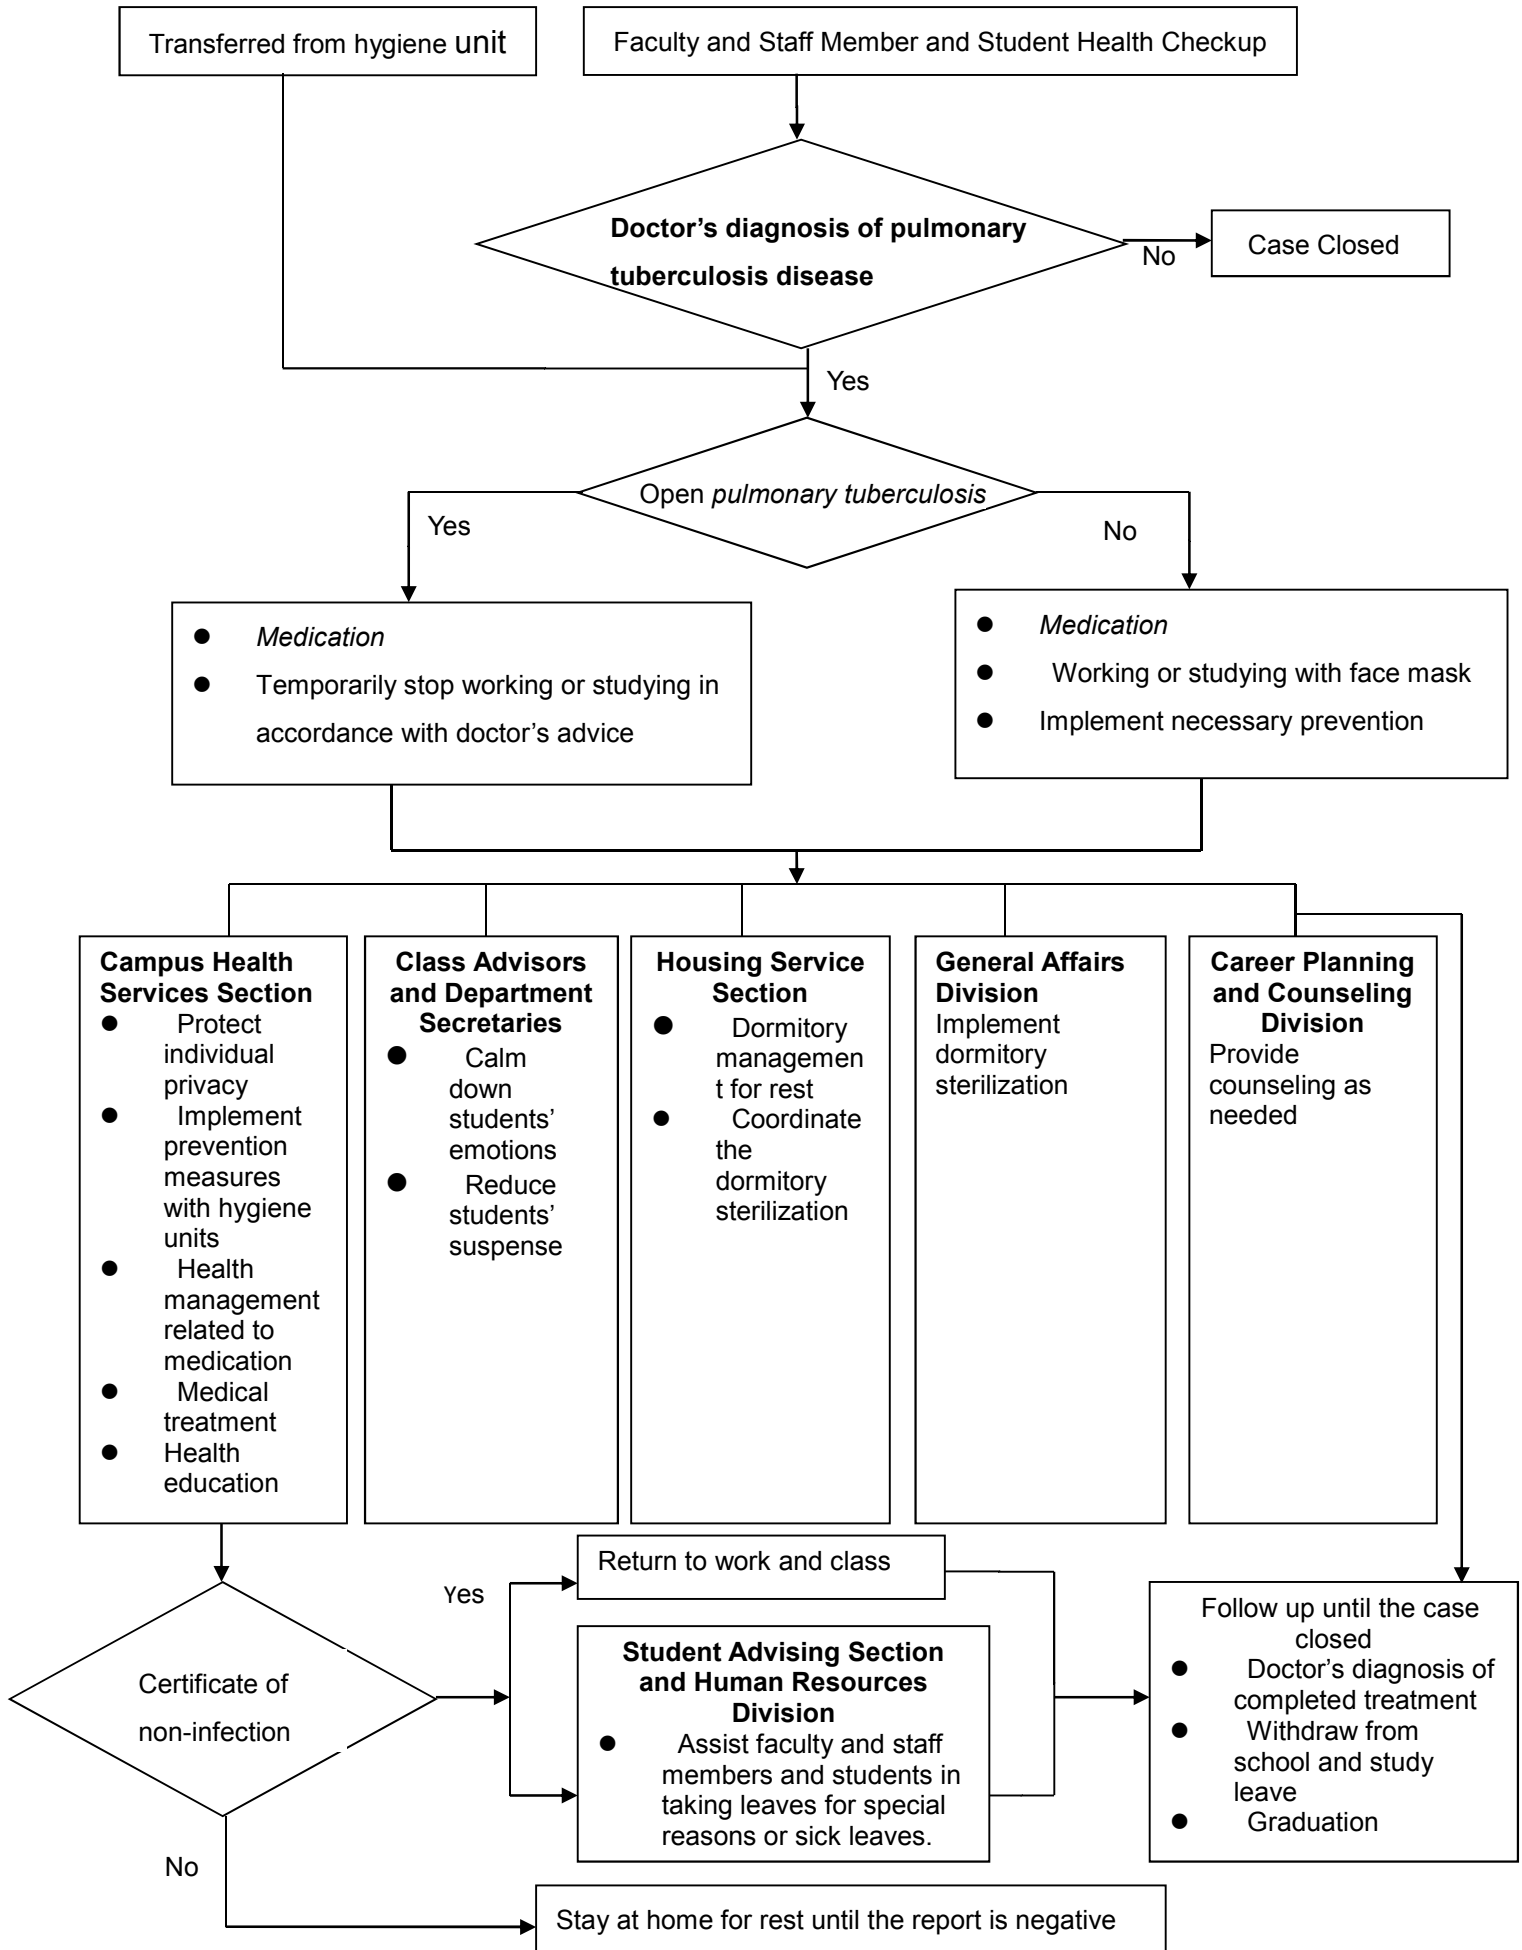 Transferred from hygiene unit
Faculty and Staff Member and Student Health Checkup
Doctor’s diagnosis of pulmonary
tuberculosis disease
No
Case Closed
Yes
Open pulmonary tuberculosis
Yes
No
● Medication
● Temporarily stop working or studying in
accordance with doctor’s advice
● Medication
● Working or studying with face mask
● Implement necessary prevention
Campus Health
Services Section
● Protect
individual
privacy
● Implement
prevention
measures
with hygiene
units
● Health
management
related to
medication
● Medical
treatment
● Health
education
Class Advisors
and Department
Secretaries
● Calm
down
students’
emotions
● Reduce
students’
suspense
Housing Service
Section
● Dormitory
managemen
t for rest
● Coordinate
the
dormitory
sterilization
General Affairs
Division
Implement
dormitory
sterilization
Career Planning
and Counseling
Division
Provide
counseling as
needed
Certificate of
non-infection
Yes
Return to work and class
Student Advising Section
and Human Resources
Division
● Assist faculty and staff
members and students in
taking leaves for special
reasons or sick leaves.
Follow up until the case
closed
● Doctor’s diagnosis of
completed treatment
● Withdraw from
school and study
leave
● Graduation
No
Stay at home for rest until the report is negative